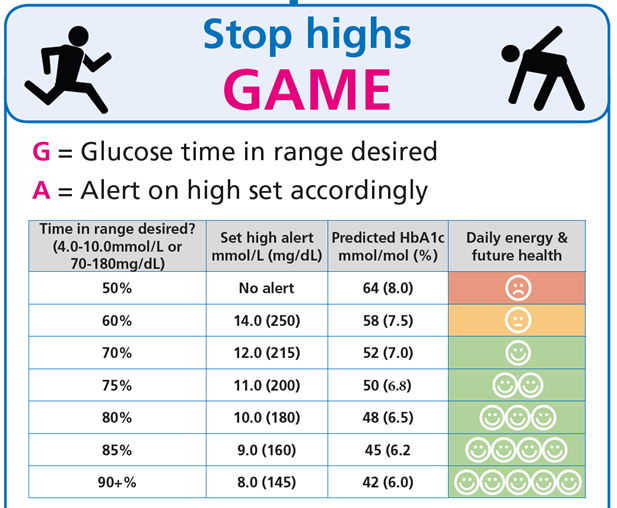 Stop highs
GAME
G = Glucose time in range desired
A = Alert on high set accordingly
Time in range desired?
(4.0-10.0mmol/L or
70-180mg/dL)
Set high alert
mmol/L (mg/dL)
Predicted HbA1c
mmol/mol (%)
Daily energy &
future health
50% No alert 64 (8.0)
60% 14.0 (250) 58 (7.5)
70% 12.0 (215) 52 (7.0)
75% 11.0 (200) 50 (6.8)
80% 10.0 (180) 48 (6.5)
85% 9.0 (160) 45 (6.2
90+% 8.0 (145) 42 (6.0)